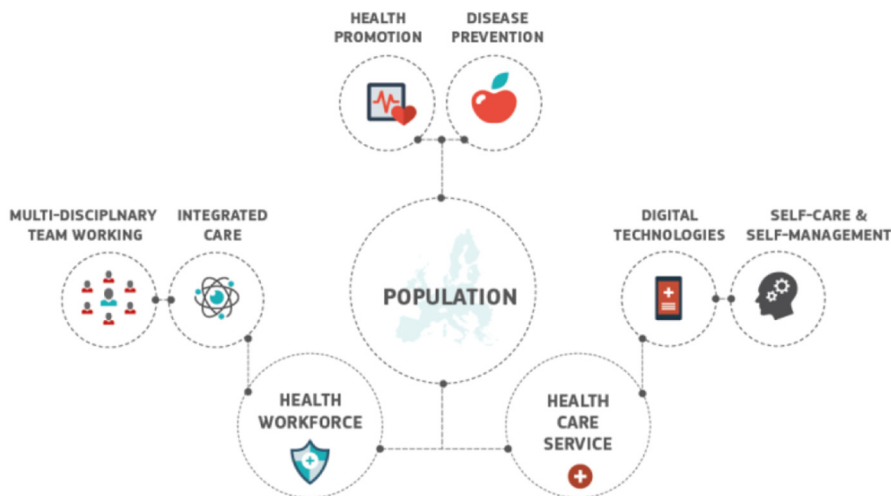 HEALTH
PROMOTION
DISEASE
PREVENTION
MULTI-DISCIPLNARY
TEAM WORKING
INTEGRATED
CARE
DIGITAL
TECHNOLOGIES
SELF-CARE &
SELF-MANAGEMENT
POPULATION
HEALTH
WORKFORCE
HEALTH
CARE
SERVICE